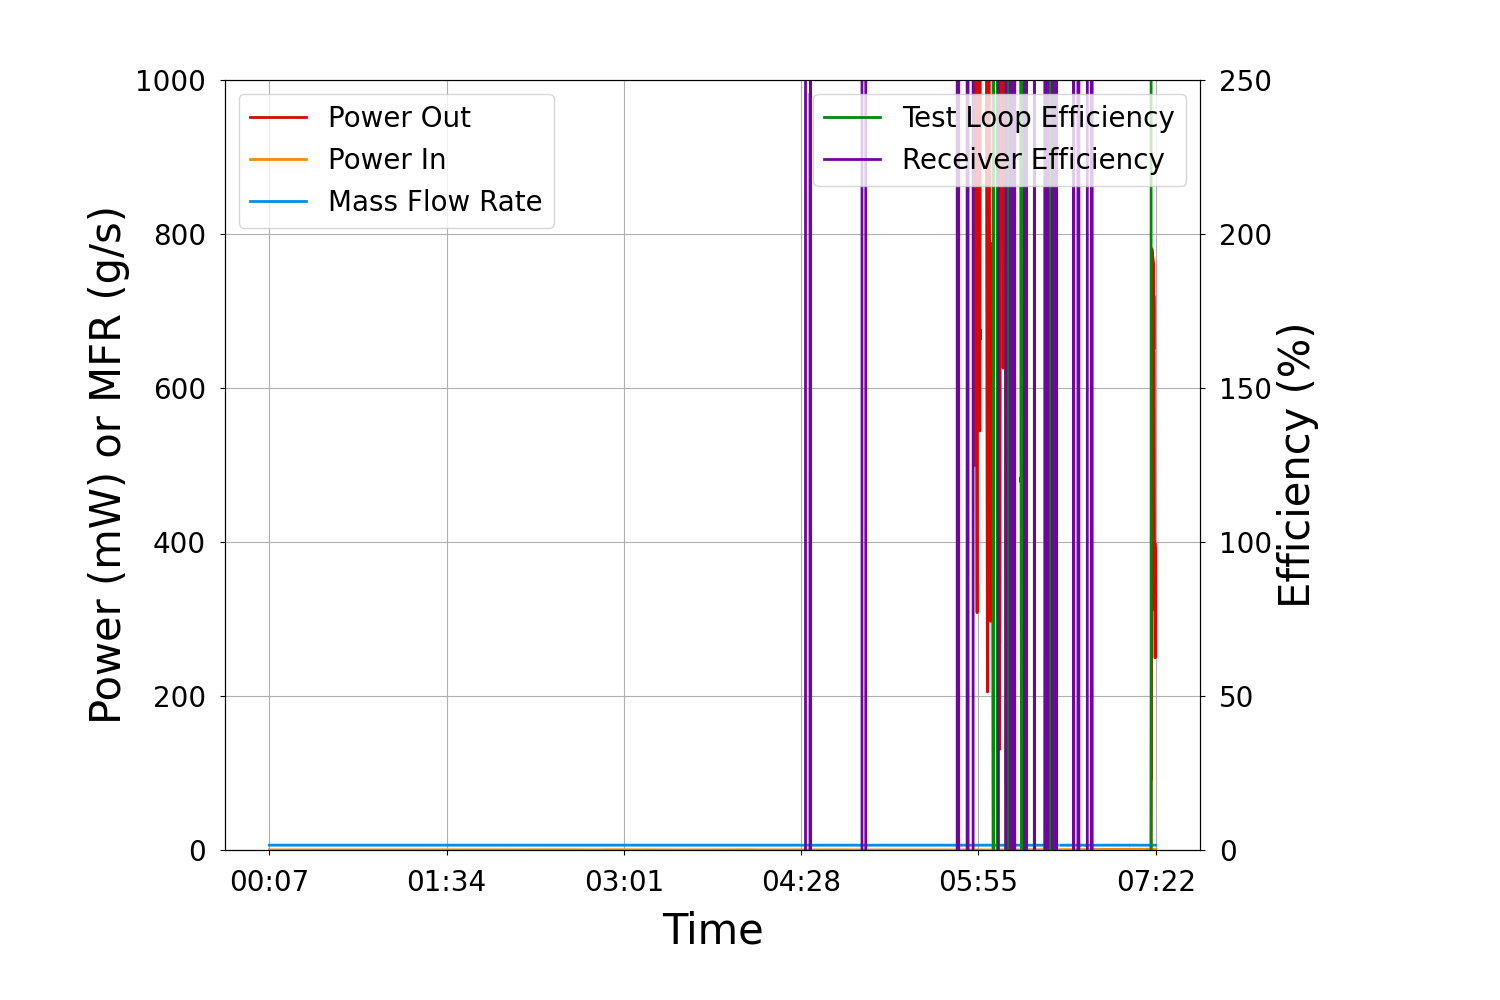 Power Out
Power In
Mass Flow Rate
Test Loop Efficiency
Receiver Efficiency
Power (mW) or MFR (g/s)
1000
800
600
400
200
0
250
200
150
100
50
0
Efficiency (%)
00:07 01:34 03:01 04:28 05:55 07:22
Time